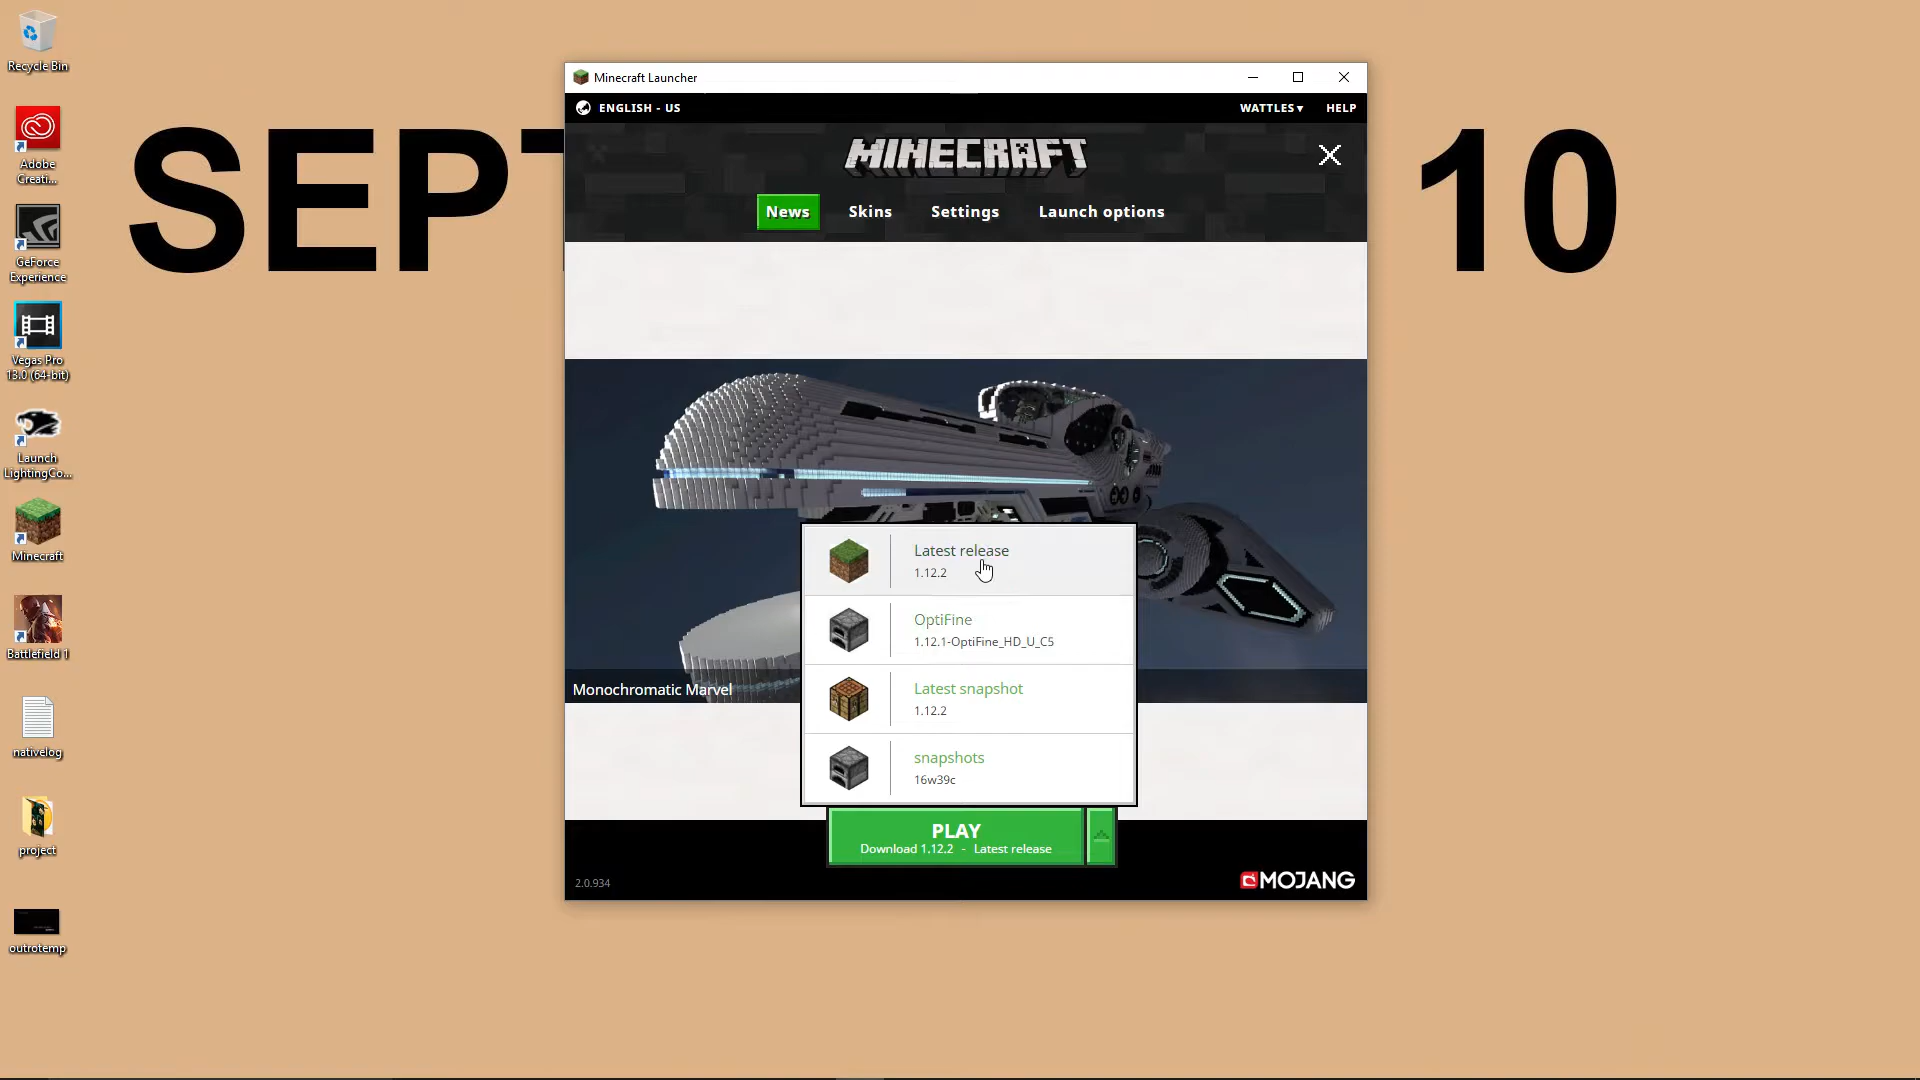 Recycle Bin
Adobe
Creati...
GeForce
Experience
Vegas Pro
13.0 (64-bit)
Launch
LightingCo...
Minecraft
Battlefield 1
nativelog
project
outrotemp
SEPT
10
Minecraft Launcher
ENGLISH - US
WATTLES
HELP
MINECRAFT
News
Skins
Settings
Launch options
Monochromatic Marvel
Latest release
1.12.2
OptiFine
1.12.1-OptiFine_HD_U_C5
Latest snapshot
1.12.2
snapshots
16w39c
PLAY
Download 1.12.2 - Latest release
2.0.934
MOJANG